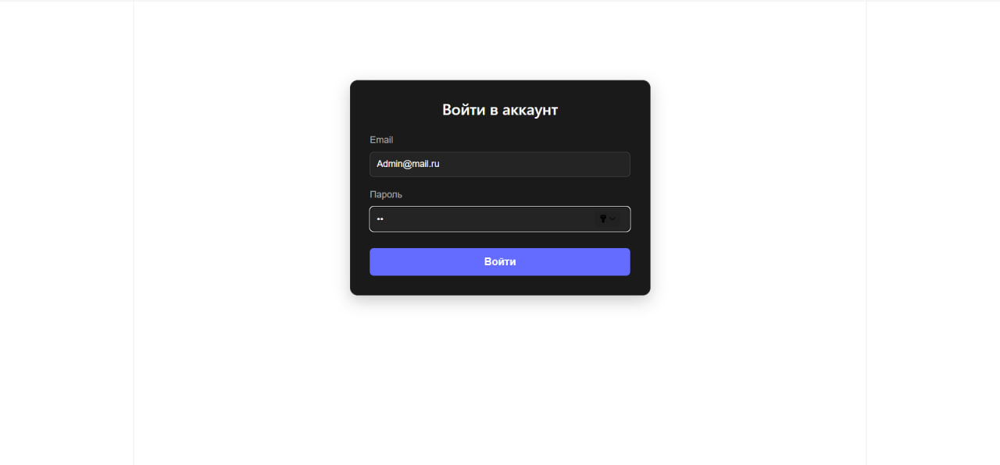 Войти в аккаунт
Email
Admin@mail.ru
Пароль
••
Войти